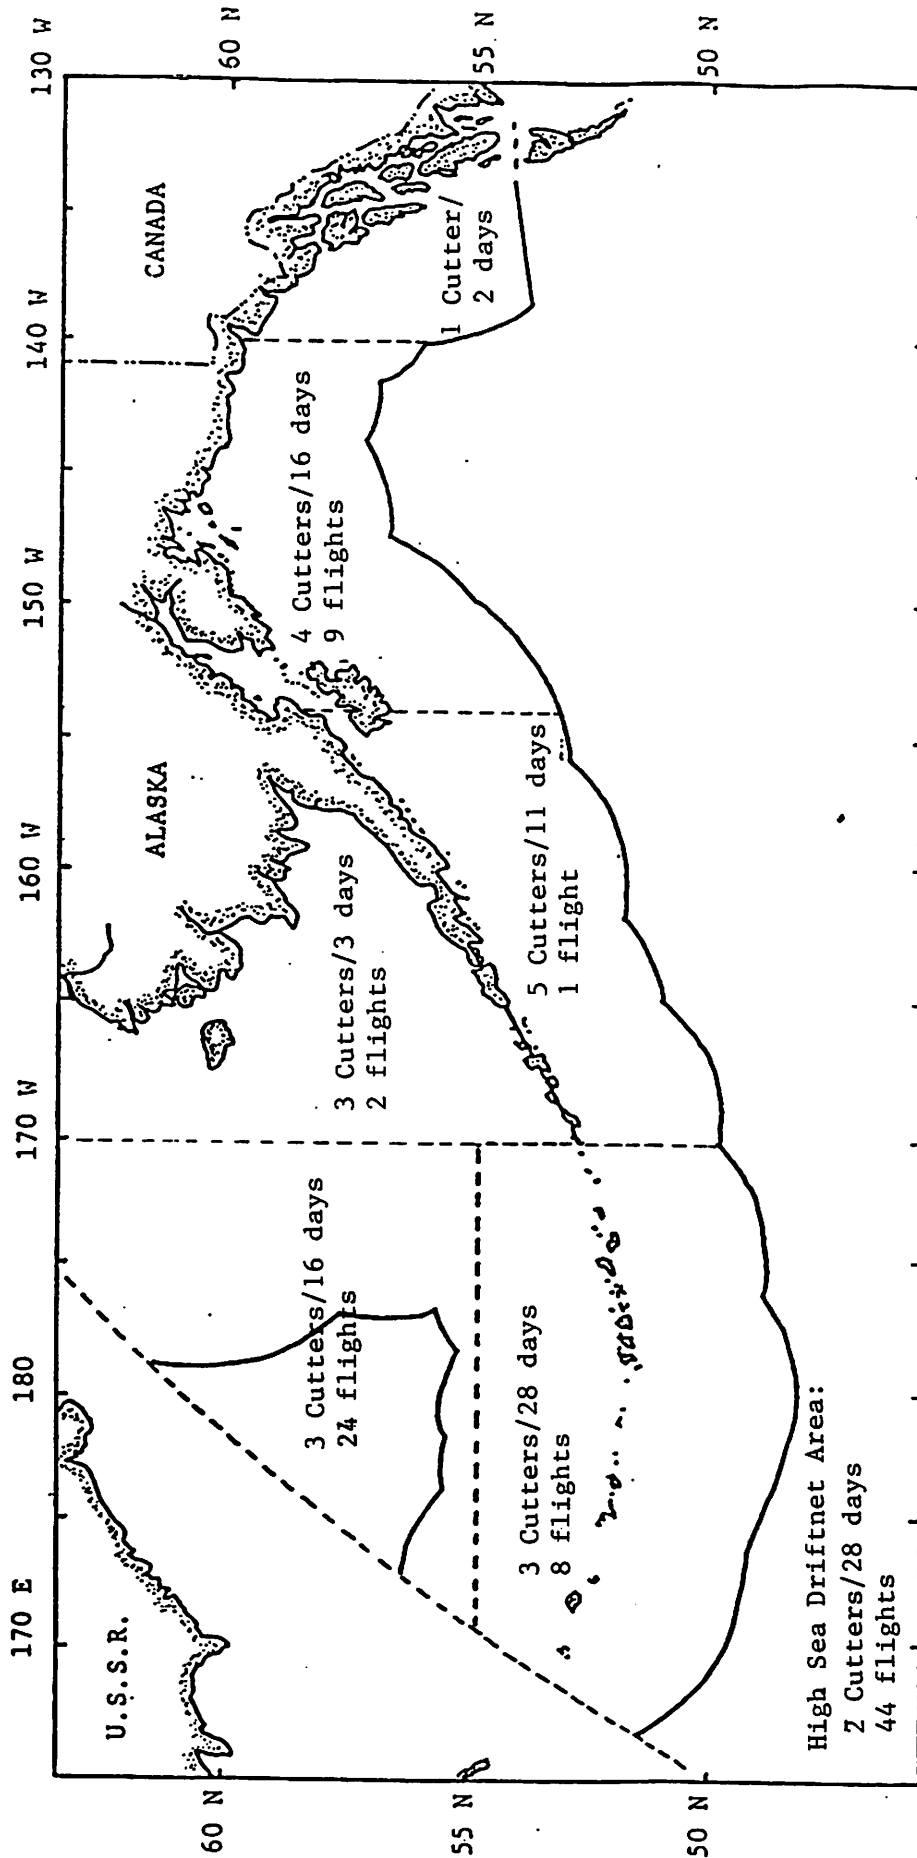 170 E
180
170 W
160 W
150 W
140 W
130 W
U.S.S.R.
ALASKA
CANADA
60 N
60 N
55 N
55 N
50 N
50 N
3 Cutters/16 days
24 flights
3 Cutters/3 days
2 flights
4 Cutters/16 days
9 flights
1 Cutter/
2 days
3 Cutters/28 days
8 flights
5 Cutters/11 days
1 flight
High Sea Driftnet Area:
2 Cutters/28 days
44 flights